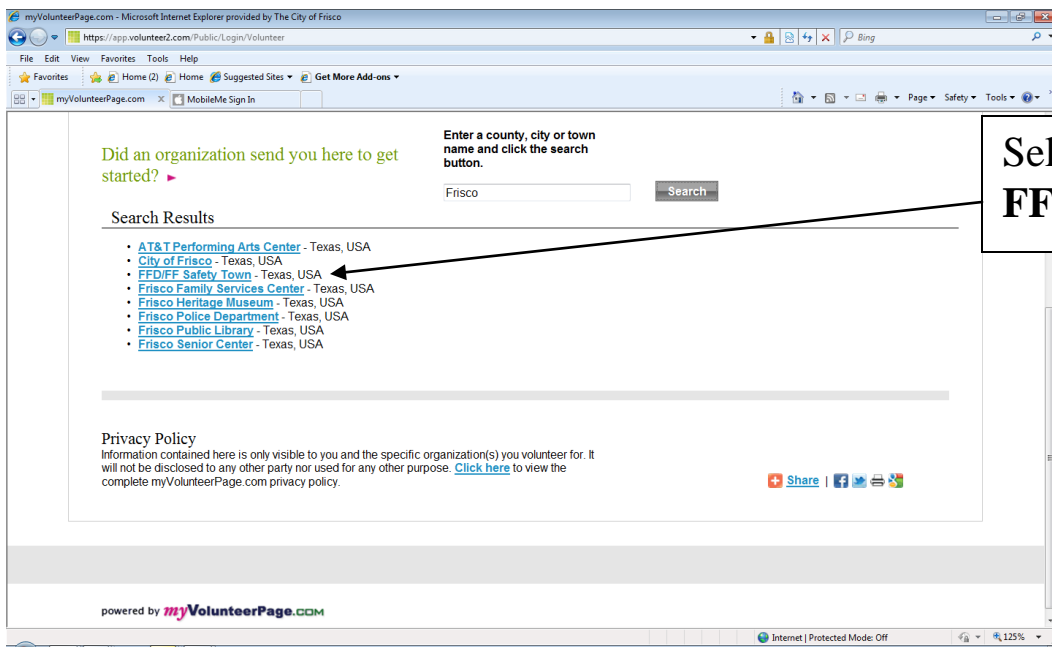 myVolunteerPage.com - Microsoft Internet Explorer provided by The City of Frisco
https://app.volunteer2.com/Public/Login/Volunteer
Bing
File Edit View Favorites Tools Help
Favorites Home (2) Home Suggested Sites Get More Add-ons
myVolunteerPage.com x MobileMe Sign In Page Safety Tools
Did an organization send you here to get
started?
Enter a county, city or town
name and click the search
button.
Frisco Search
Search Results
• AT&T Performing Arts Center - Texas, USA
• City of Frisco - Texas, USA
• FFD/FF Safety Town - Texas, USA
• Frisco Family Services Center - Texas, USA
• Frisco Heritage Museum - Texas, USA
• Frisco Police Department - Texas, USA
• Frisco Public Library - Texas, USA
• Frisco Senior Center - Texas, USA
Sel
FF
Privacy Policy
Information contained here is only visible to you and the specific organization(s) you volunteer for. It
will not be disclosed to any other party nor used for any other purpose. Click here to view the
complete myVolunteerPage.com privacy policy.
Share |
powered by myVolunteerPage.com
Internet | Protected Mode: Off 125%